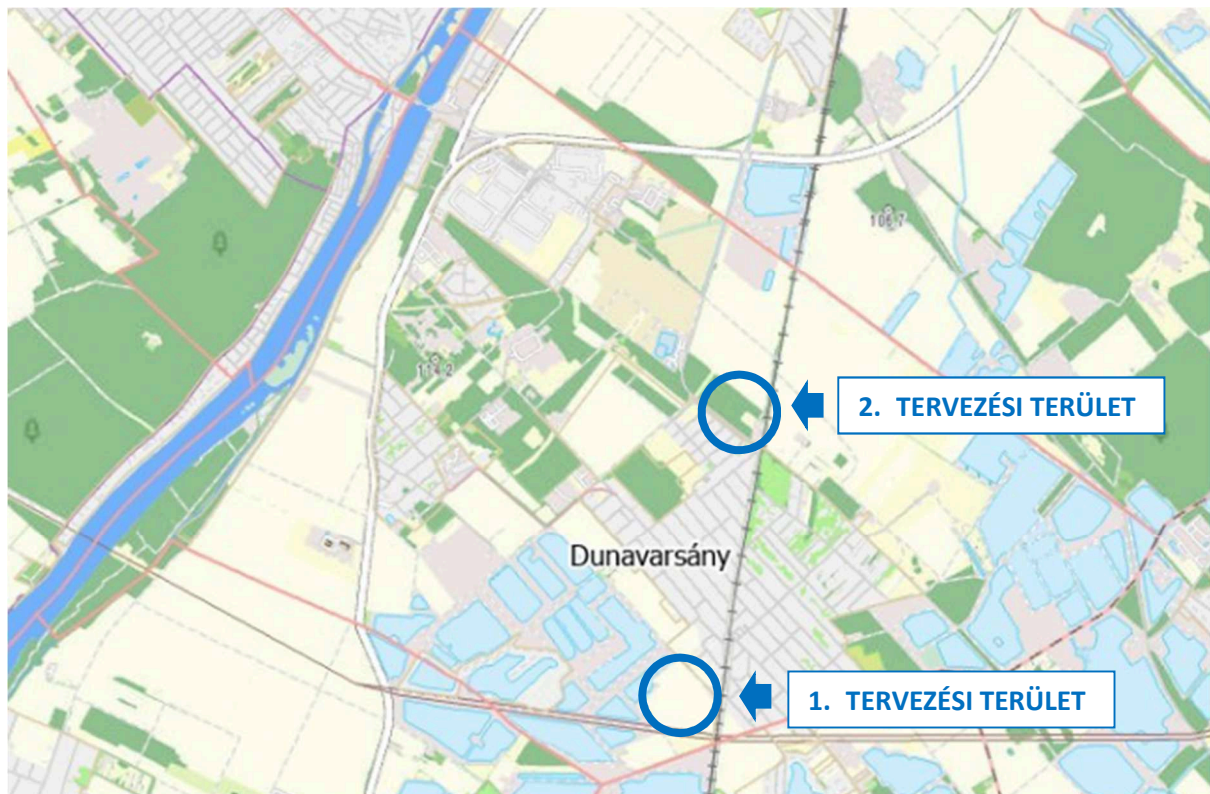 106,7
114,2
2. TERVEZÉSI TERÜLET
Dunavarsány
1. TERVEZÉSI TERÜLET